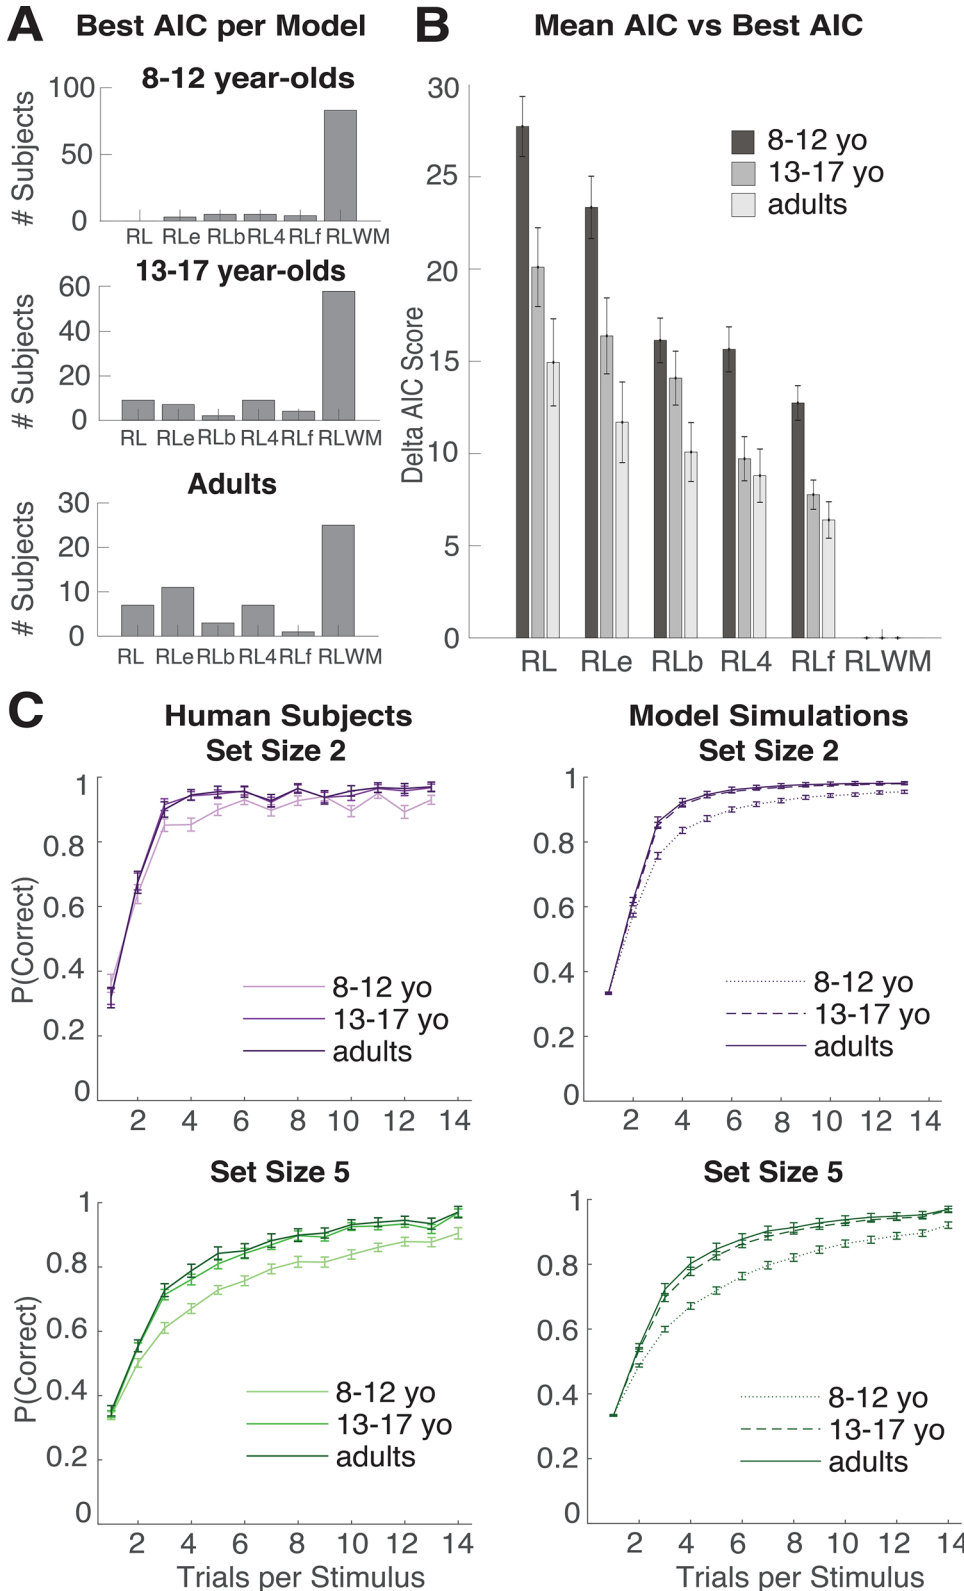 A Best AIC per Model
8-12 year-olds
# Subjects
100
50
0
RL RLe RLb RL4 RLf RLWM
13-17 year-olds
# Subjects
60
40
20
0
RL RLe RLb RL4 RLf RLWM
Adults
# Subjects
30
20
10
0
RL RLe RLb RL4 RLf RLWM
B Mean AIC vs Best AIC
Delta AIC Score
30
25
20
15
10
5
0
8-12 yo
13-17 yo
adults
RL RLe RLb RL4 RLf RLWM
C Human Subjects
Set Size 2
P(Correct)
1
0.8
0.6
0.4
0.2
0
8-12 yo
13-17 yo
adults
2 4 6 8 10 12 14
Model Simulations
Set Size 2
1
0.8
0.6
0.4
0.2
0
8-12 yo
13-17 yo
adults
2 4 6 8 10 12 14
Set Size 5
P(Correct)
1
0.8
0.6
0.4
0.2
0
8-12 yo
13-17 yo
adults
2 4 6 8 10 12 14
Trials per Stimulus
Set Size 5
1
0.8
0.6
0.4
0.2
0
8-12 yo
13-17 yo
adults
2 4 6 8 10 12 14
Trials per Stimulus